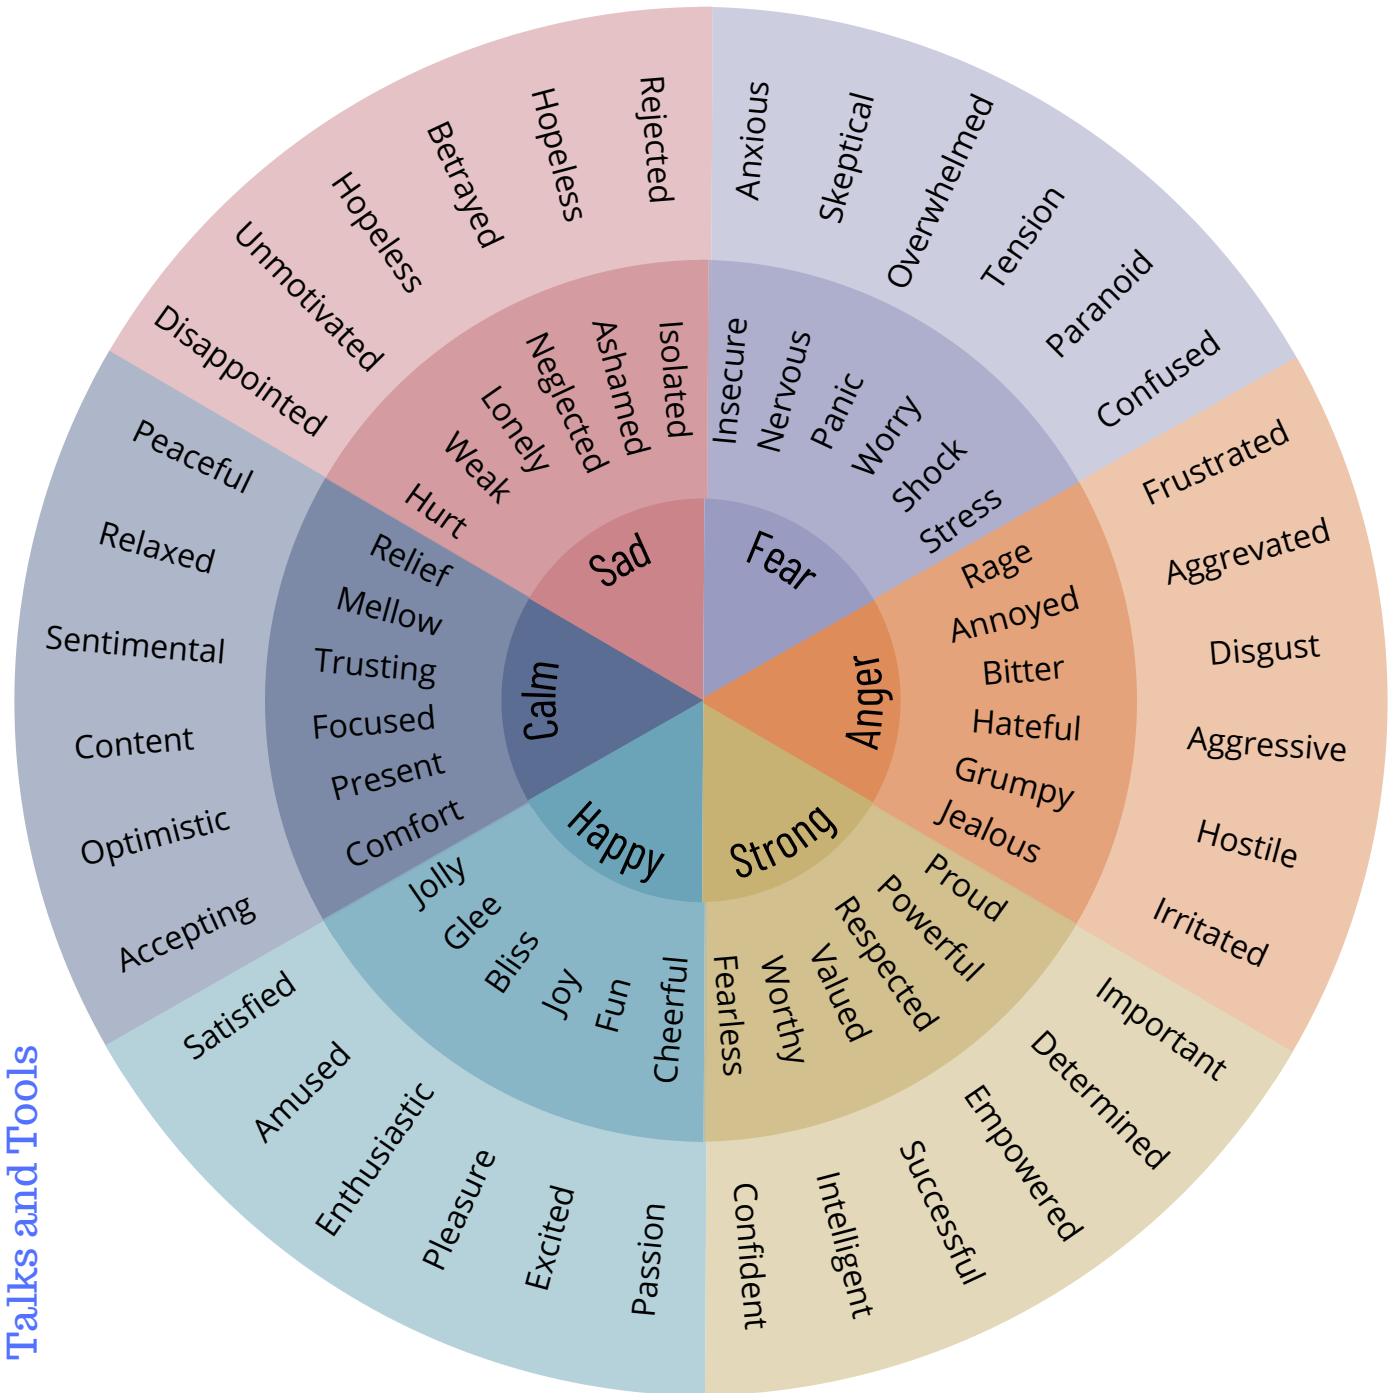 Sad
Fear
Anger
Strong
Happy
Calm
Hurt
Weak
Lonely
Neglected
Ashamed
Isolated
Insecure
Nervous
Panic
Worry
Shock
Stress
Rage
Annoyed
Bitter
Hateful
Grumpy
Jealous
Proud
Powerful
Respected
Valued
Worthy
Fearless
Cheerful
Fun
Joy
Bliss
Glee
Jolly
Comfort
Present
Focused
Trusting
Mellow
Relief
Disappointed
Unmotivated
Hopeless
Betrayed
Hopeless
Rejected
Anxious
Skeptical
Overwhelmed
Tension
Paranoid
Confused
Frustrated
Aggrevated
Disgust
Aggressive
Hostile
Irritated
Important
Determined
Empowered
Successful
Intelligent
Confident
Passion
Excited
Pleasure
Enthusiastic
Amused
Satisfied
Accepting
Optimistic
Content
Sentimental
Relaxed
Peaceful
Talks and Tools